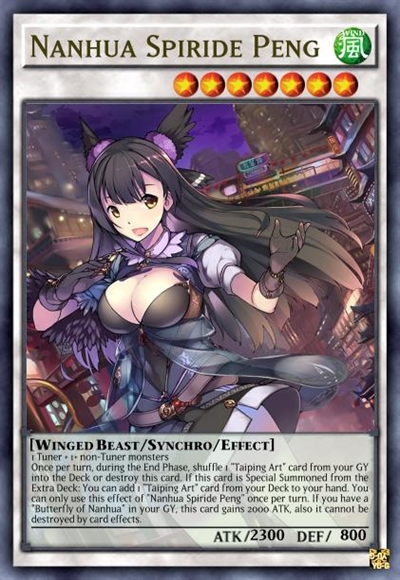 NANHUA SPIRIDE PENG
WIND
風
[WINGED BEAST/SYNCHRO/EFFECT]
1 Tuner + 1+ non-Tuner monsters
Once per turn, during the End Phase, shuffle 1 "Taiping Art" card from your GY
into the Deck or destroy this card. If this card is Special Summoned from the
Extra Deck: You can add 1 "Taiping Art" card from your Deck to your hand. You
can only use this effect of "Nanhua Spiride Peng" once per turn. If you have a
"Butterfly of Nanhua" in your GY, this card gains 2000 ATK, also it cannot be
destroyed by card effects.
ATK/2300 DEF/ 800